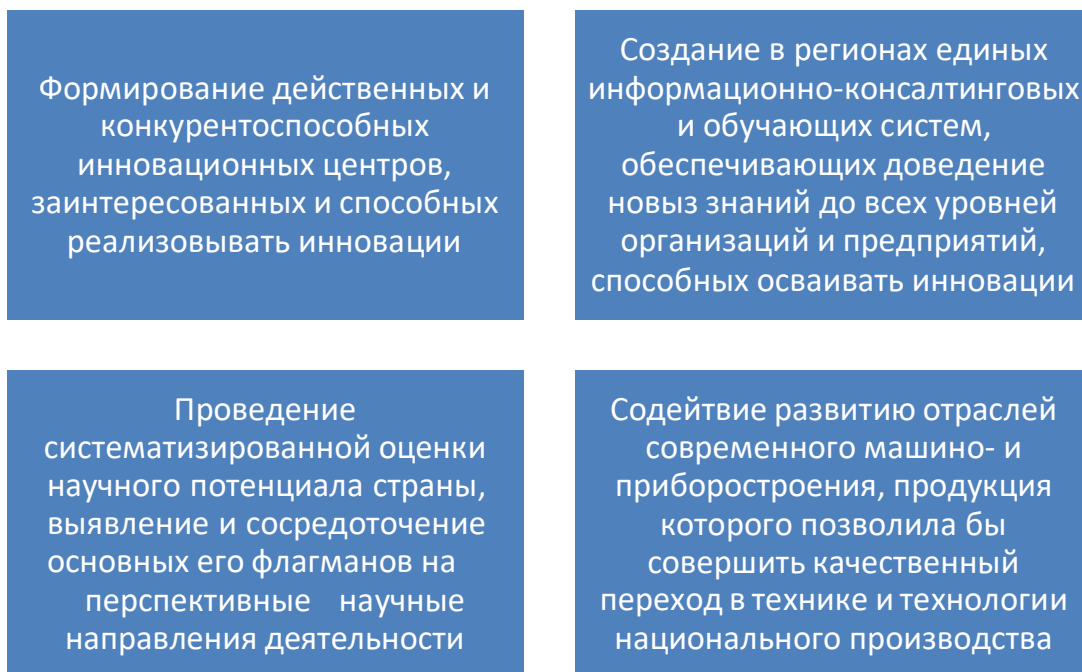 Формирование действенных и
конкурентоспособных
инновационных центров,
заинтересованных и способных
реализовывать инновации
Создание в регионах единых
информационно-консалтинговых
и обучающих систем,
обеспечивающих доведение
новыз знаний до всех уровней
организаций и предприятий,
способных осваивать инновации
Проведение
систематизированной оценки
научного потенциала страны,
выявление и сосредоточение
основных его флагманов на
перспективные научные
направления деятельности
Содейтвие развитию отраслей
современного машино- и
приборостроения, продукция
которого позволила бы
совершить качественный
переход в технике и технологии
национального производства